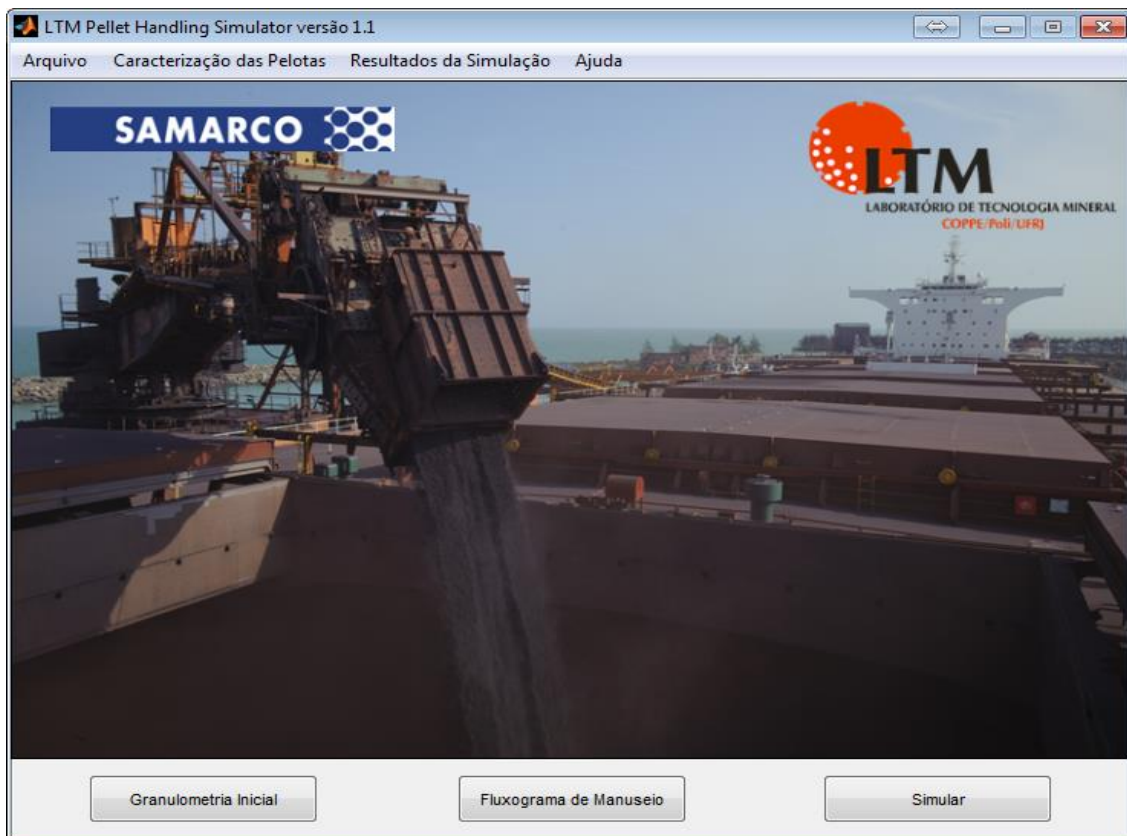 LTM Pellet Handling Simulator versão 1.1
Arquivo Caracterização das Pelotas Resultados da Simulação Ajuda
SAMARCO
LTM
LABORATÓRIO DE TECNOLOGIA MINERAL
COPPE/Poli/UFRJ
Granulometria Inicial Fluxograma de Manuseio Simular